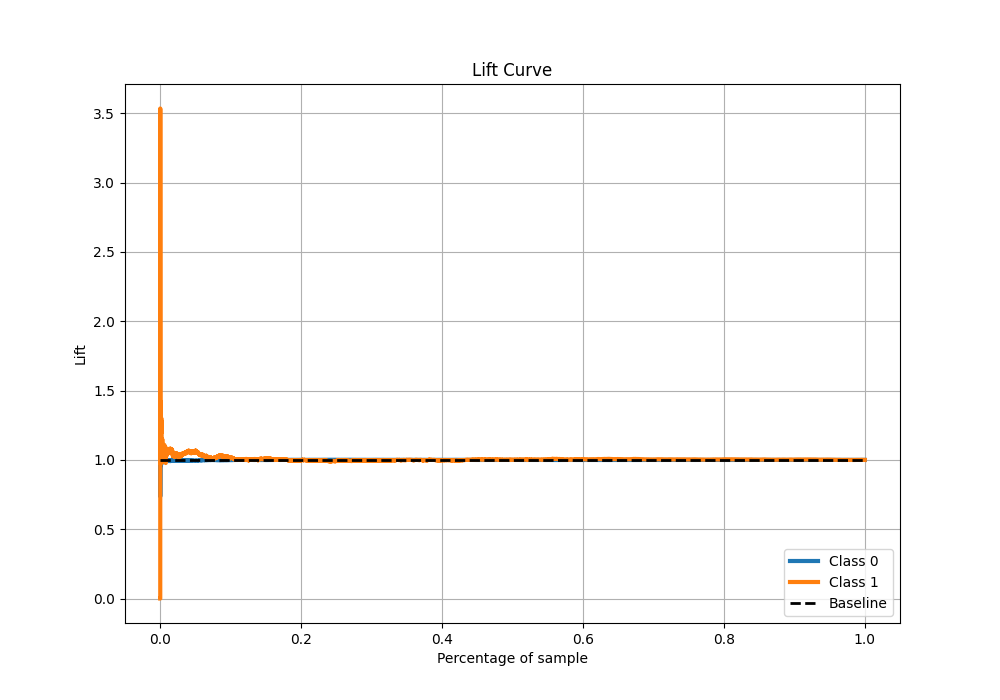 Lift Curve
Lift
3.5
3.0
2.5
2.0
1.5
1.0
0.5
0.0
0.0 0.2 0.4 0.6 0.8 1.0
Percentage of sample
Class 0
Class 1
Baseline